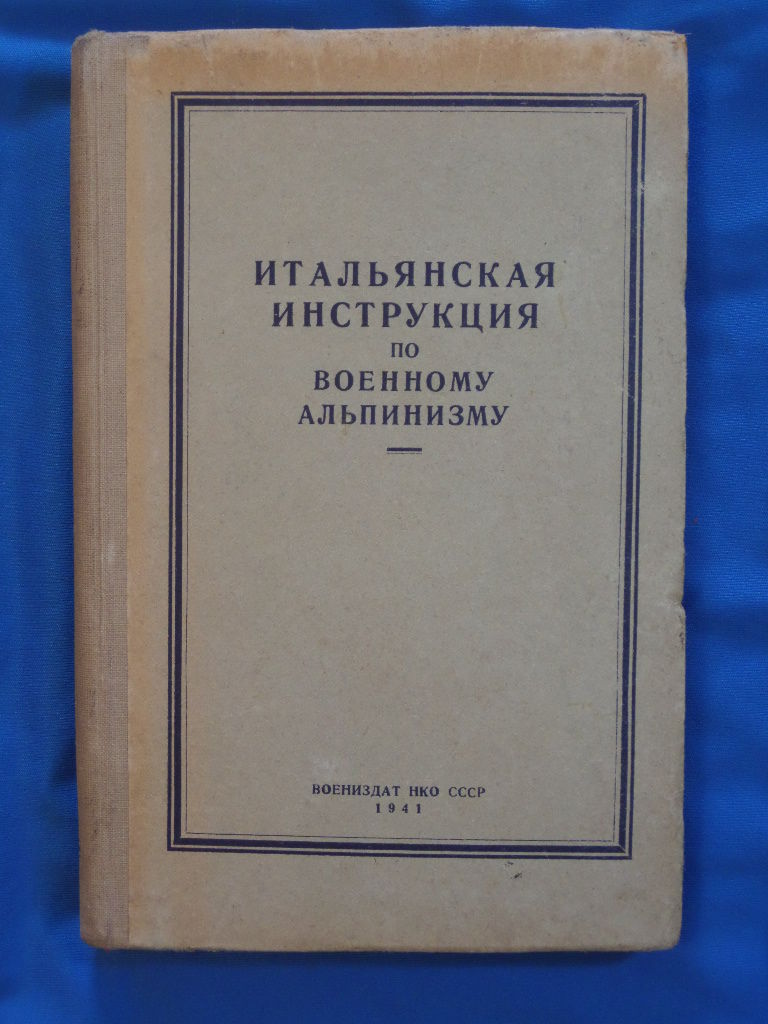 ИТАЛЬЯНСКАЯ
ИНСТРУКЦИЯ
ПО
ВОЕННОМУ
АЛЬПИНИЗМУ
ВОЕНИЗДАТ НКО СССР
1941